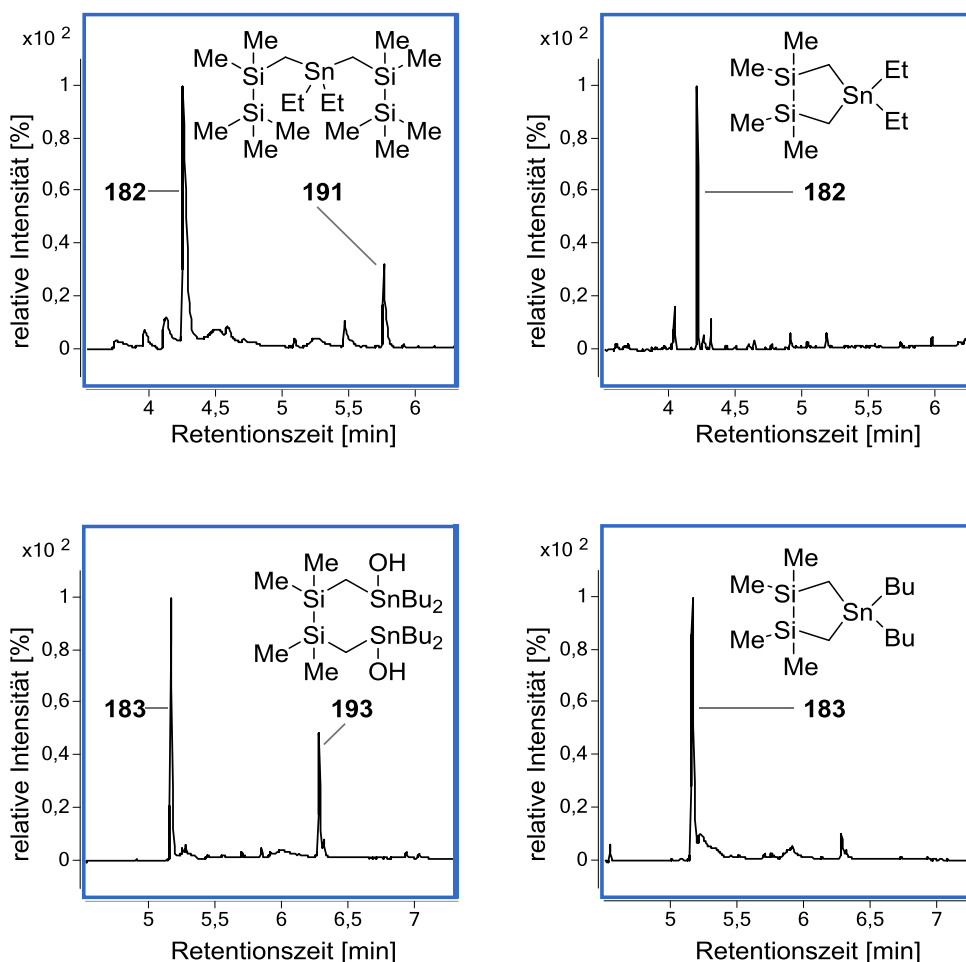 x10 2
relative Intensität [%]
1
0,8
0,6
0,4
0,2
0
4 4,5 5 5,5 6
Retentionszeit [min]
Me Me
Me Me
Si Sn Si
Et Et
Si Si
Me Me Me Me
Me Me
182 191
x10 2
relative Intensität [%]
1
0,8
0,6
0,4
0,2
0
4 4,5 5 5,5 6
Retentionszeit [min]
Me
Me Si Et
Sn
Me Si Et
Me
182
x10 2
relative Intensität [%]
1
0,8
0,6
0,4
0,2
0
5 5,5 6 6,5 7
Retentionszeit [min]
Me OH
Me
Si SnBu2
Si SnBu2
Me
Me OH
183 193
x10 2
relative Intensität [%]
1
0,8
0,6
0,4
0,2
0
5 5,5 6 6,5 7
Retentionszeit [min]
Me
Me Si Bu
Sn
Me Si Bu
Me
183